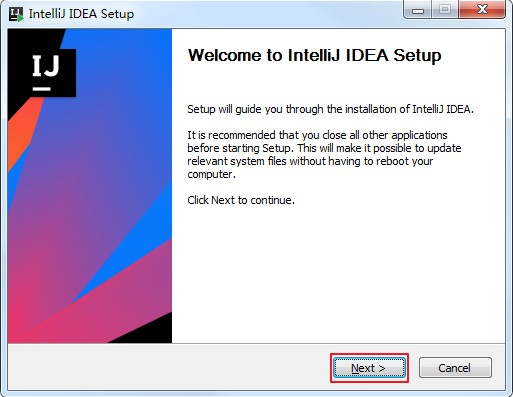 IntelliJ IDEA Setup
IJ
Welcome to IntelliJ IDEA Setup
Setup will guide you through the installation of IntelliJ IDEA.
It is recommended that you close all other applications
before starting Setup. This will make it possible to update
relevant system files without having to reboot your
computer.
Click Next to continue.
Next >
Cancel